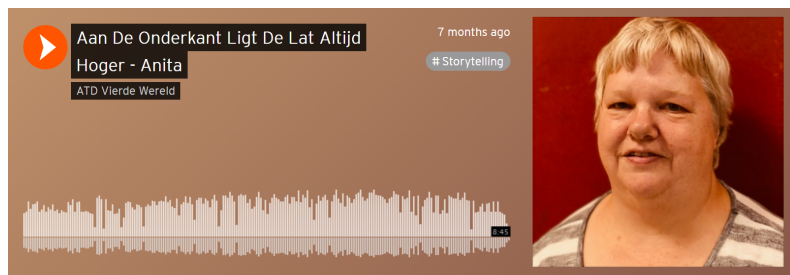 Aan De Onderkant Ligt De Lat Altijd
Hoger - Anita
ATD Vierde Wereld
7 months ago
# Storytelling
8:45